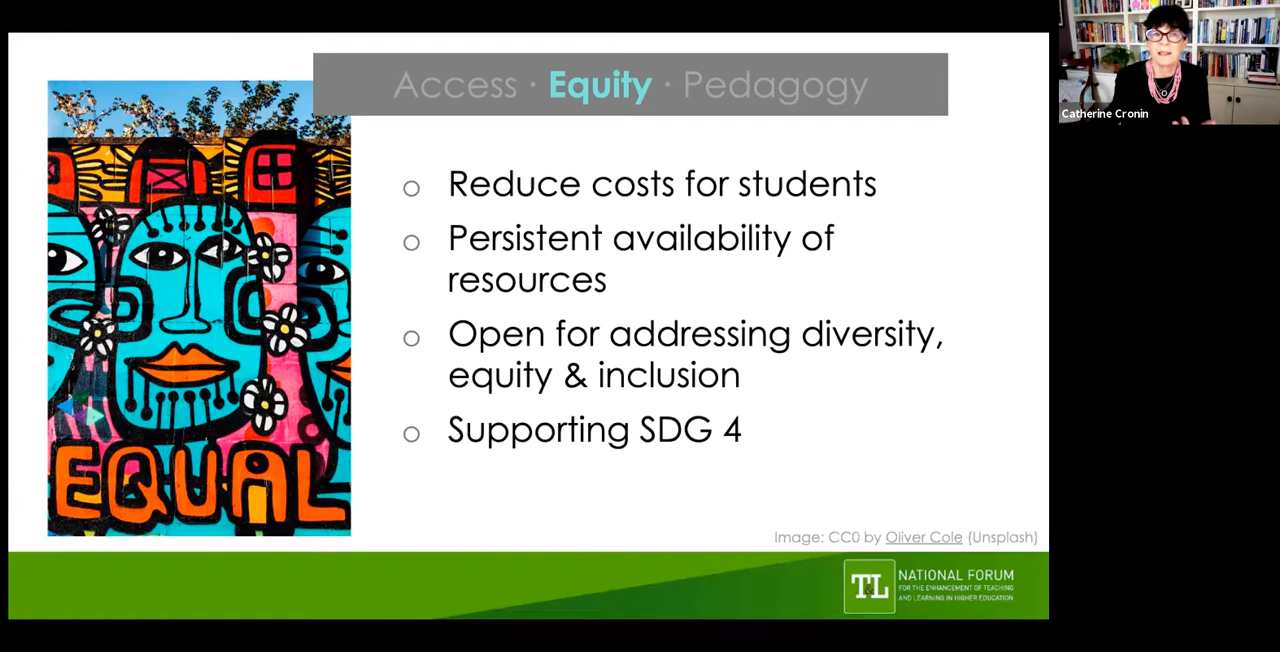 Access · Equity · Pedagogy
Catherine Cronin
○ Reduce costs for students
○ Persistent availability of
resources
○ Open for addressing diversity,
equity & inclusion
○ Supporting SDG 4
EQUAL
Image: CC0 by Oliver Cole (Unsplash)
T&L
NATIONAL FORUM
FOR THE ENHANCEMENT OF TEACHING
AND LEARNING IN HIGHER EDUCATION